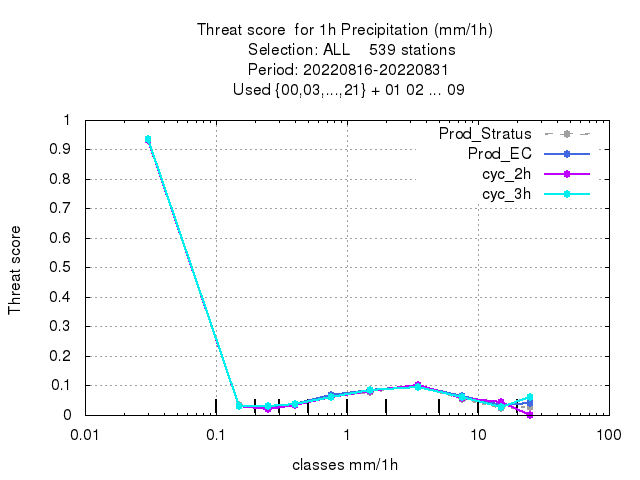 Threat score  for 1h Precipitation (mm/1h)
Selection: ALL    539 stations
Period: 20220816-20220831
Used {00,03,...,21} + 01 02 ... 09
Prod_Stratus
Prod_EC
cyc_2h
cyc_3h
Threat score
1
0.9
0.8
0.7
0.6
0.5
0.4
0.3
0.2
0.1
0
0.01
0.1
1
10
100
classes mm/1h